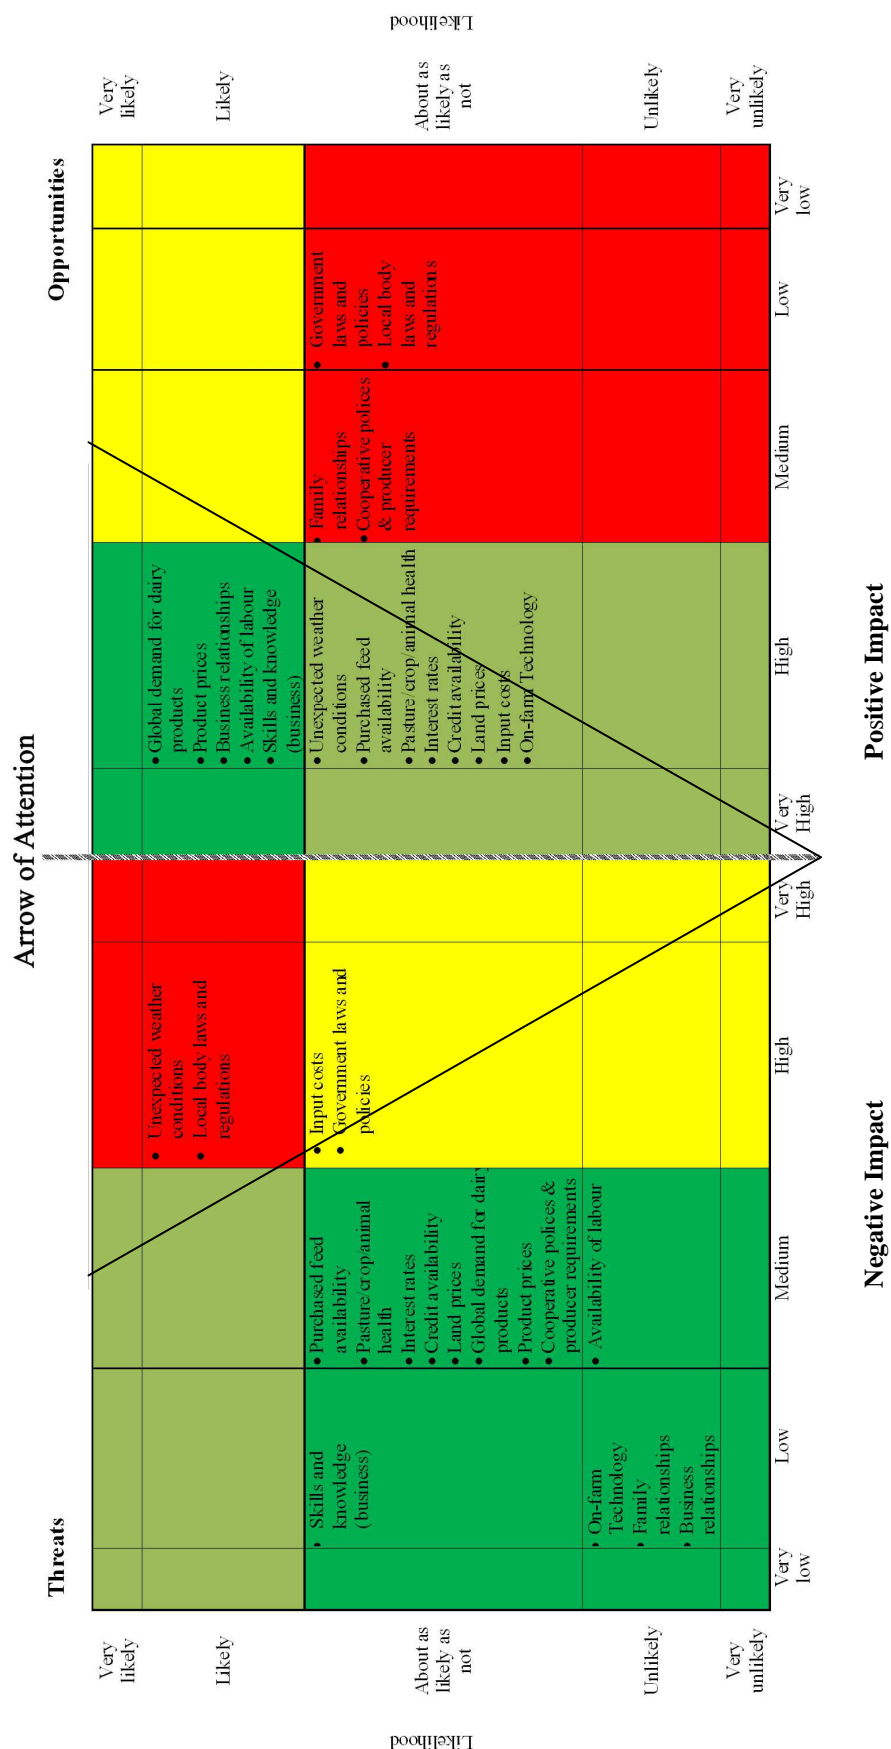 Arrow of Attention
Threats
Opportunities
Likelihood
Very
likely
Likely
About as
likely as
not
Unlikely
Very
unlikely
• Unexpected weather
conditions
• Local body laws and
regulations
• Global demand for dairy
products
• Product prices
• Business relationships
• Availability of labour
• Skills and knowledge
(business)
• Skills and
knowledge
(business)
• Purchased feed
availability
• Pasture/crop/animal
health
• Interest rates
• Credit availability
• Land prices
• Global demand for dairy
products
• Product prices
• Cooperative polices &
producer requirements
• Input costs
• Government laws and
policies
• Unexpected weather
conditions
• Purchased feed
availability
• Pasture/crop/animal health
• Interest rates
• Credit availability
• Land prices
• Input costs
• On-farm Technology
• Family
relationships
• Cooperative polices
& producer
requirements
• Government
laws and
policies
• Local body
laws and
regulations
• On-farm
Technology
• Family
relationships
• Business
relationships
• Availability of labour
Very
likely
Likely
About as
likely as
not
Unlikely
Very
unlikely
Likelihood
Very
low
Low
Medium
High
Very
High
Very
High
High
Medium
Low
Very
low
Negative Impact
Positive Impact